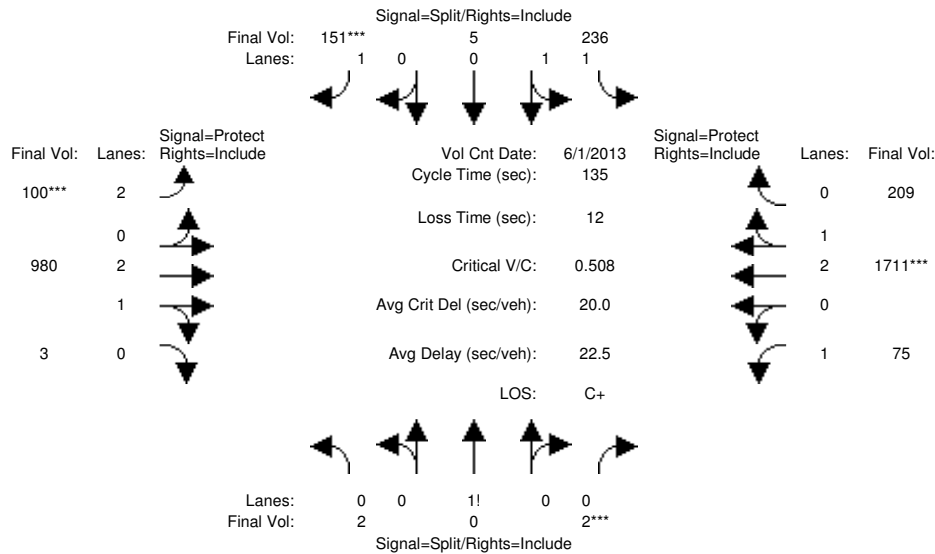 Signal=Split/Rights=Include
Final Vol: 151*** 5 236
Lanes: 1 0 0 1 1
Signal=Protect Signal=Protect
Final Vol: Lanes: Rights=Include Vol Cnt Date: 6/1/2013 Rights=Include Lanes: Final Vol:
Cycle Time (sec): 135
100*** 2 0 209
Loss Time (sec): 12
0 1
980 2 Critical V/C: 0.508 2 1711***
1 Avg Crit Del (sec/veh): 20.0 0
3 0 Avg Delay (sec/veh): 22.5 1 75
LOS: C+
Lanes: 0 0 1! 0 0
Final Vol: 2 0 2***
Signal=Split/Rights=Include